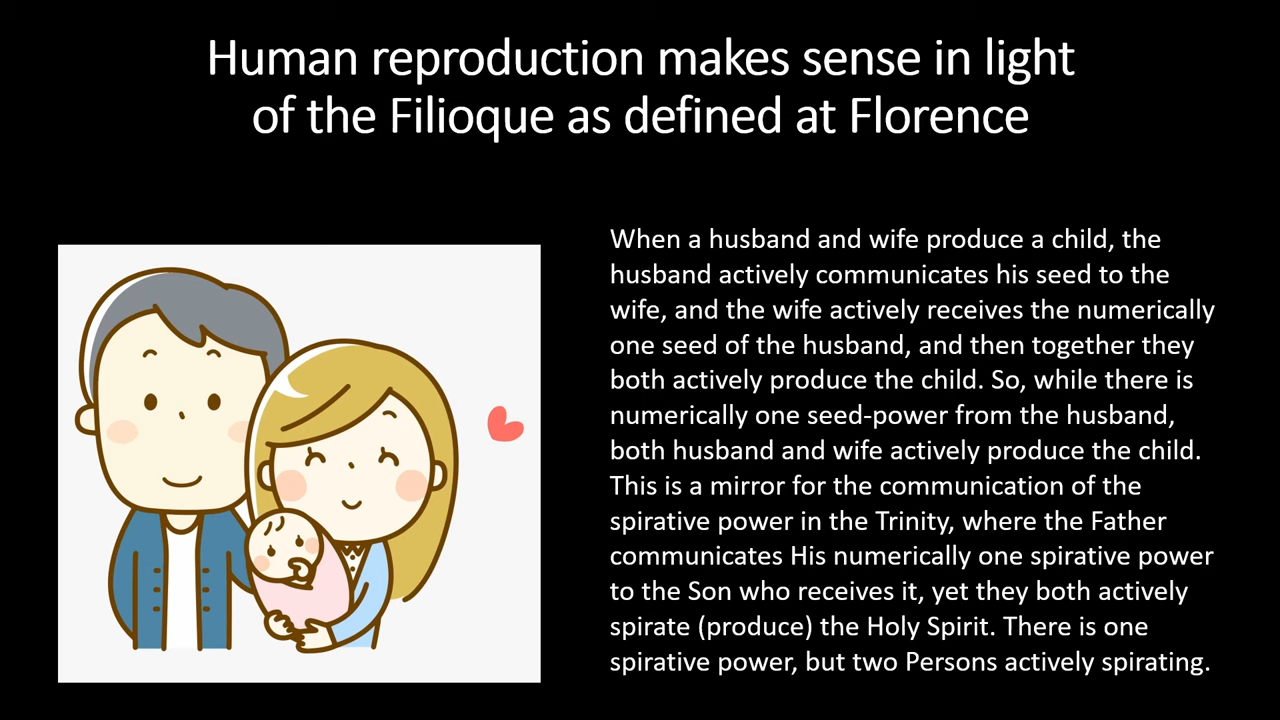 Human reproduction makes sense in light
of the Filioque as defined at Florence
When a husband and wife produce a child, the
husband actively communicates his seed to the
wife, and the wife actively receives the numerically
one seed of the husband, and then together they
both actively produce the child. So, while there is
numerically one seed-power from the husband,
both husband and wife actively produce the child.
This is a mirror for the communication of the
spirative power in the Trinity, where the Father
communicates His numerically one spirative power
to the Son who receives it, yet they both actively
spirate (produce) the Holy Spirit. There is one
spirative power, but two Persons actively spirating.